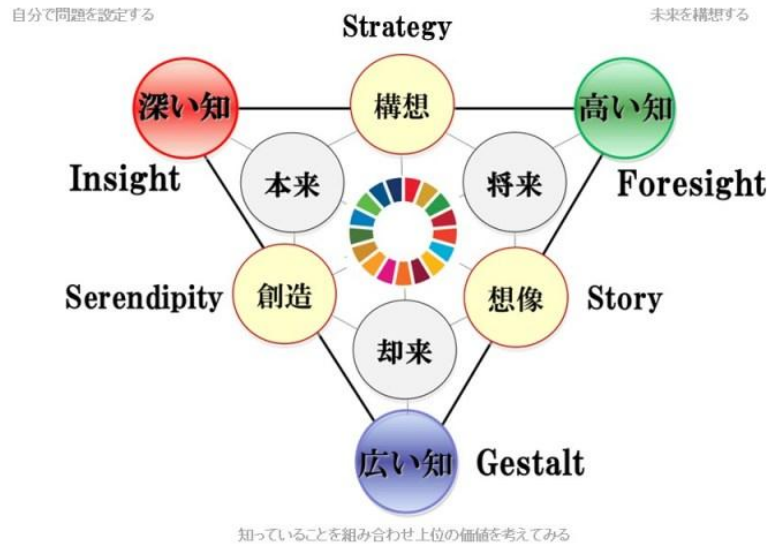 自分で問題を設定する
未来を構想する
Strategy
深い知
構想
高い知
Insight
本来
将来
Foresight
Serendipity
創造
想像
Story
却来
広い知
Gestalt
知っていることを組み合わせ上位の価値を考えてみる